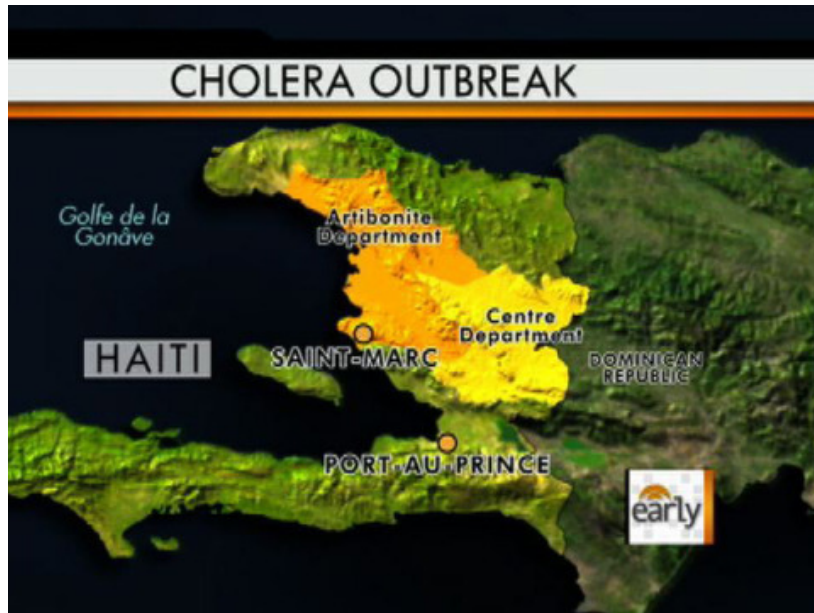 CHOLERA OUTBREAK
Golfe de la
Gonâve
Artibonite
Department
Centre
Department
HAITI
SAINT-MARC
DOMINICAN
REPUBLIC
PORT-AU-PRINCE
early